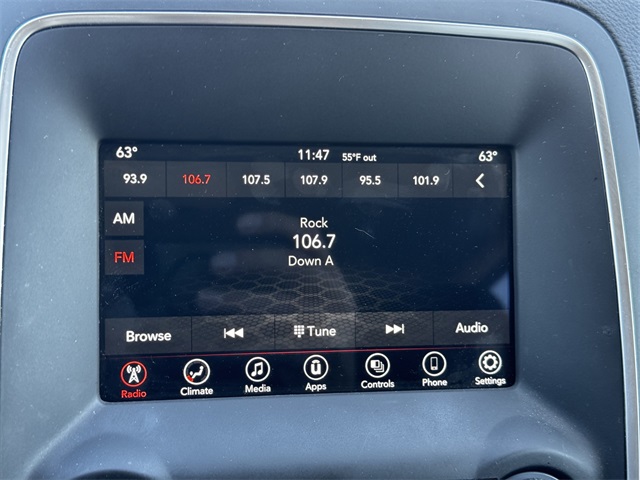 63° 11:47 55°F out 63°
93.9 106.7 107.5 107.9 95.5 101.9
AM
FM
Rock
106.7
Down A
Browse Tune Audio
Radio Climate Media Apps Controls Phone Settings